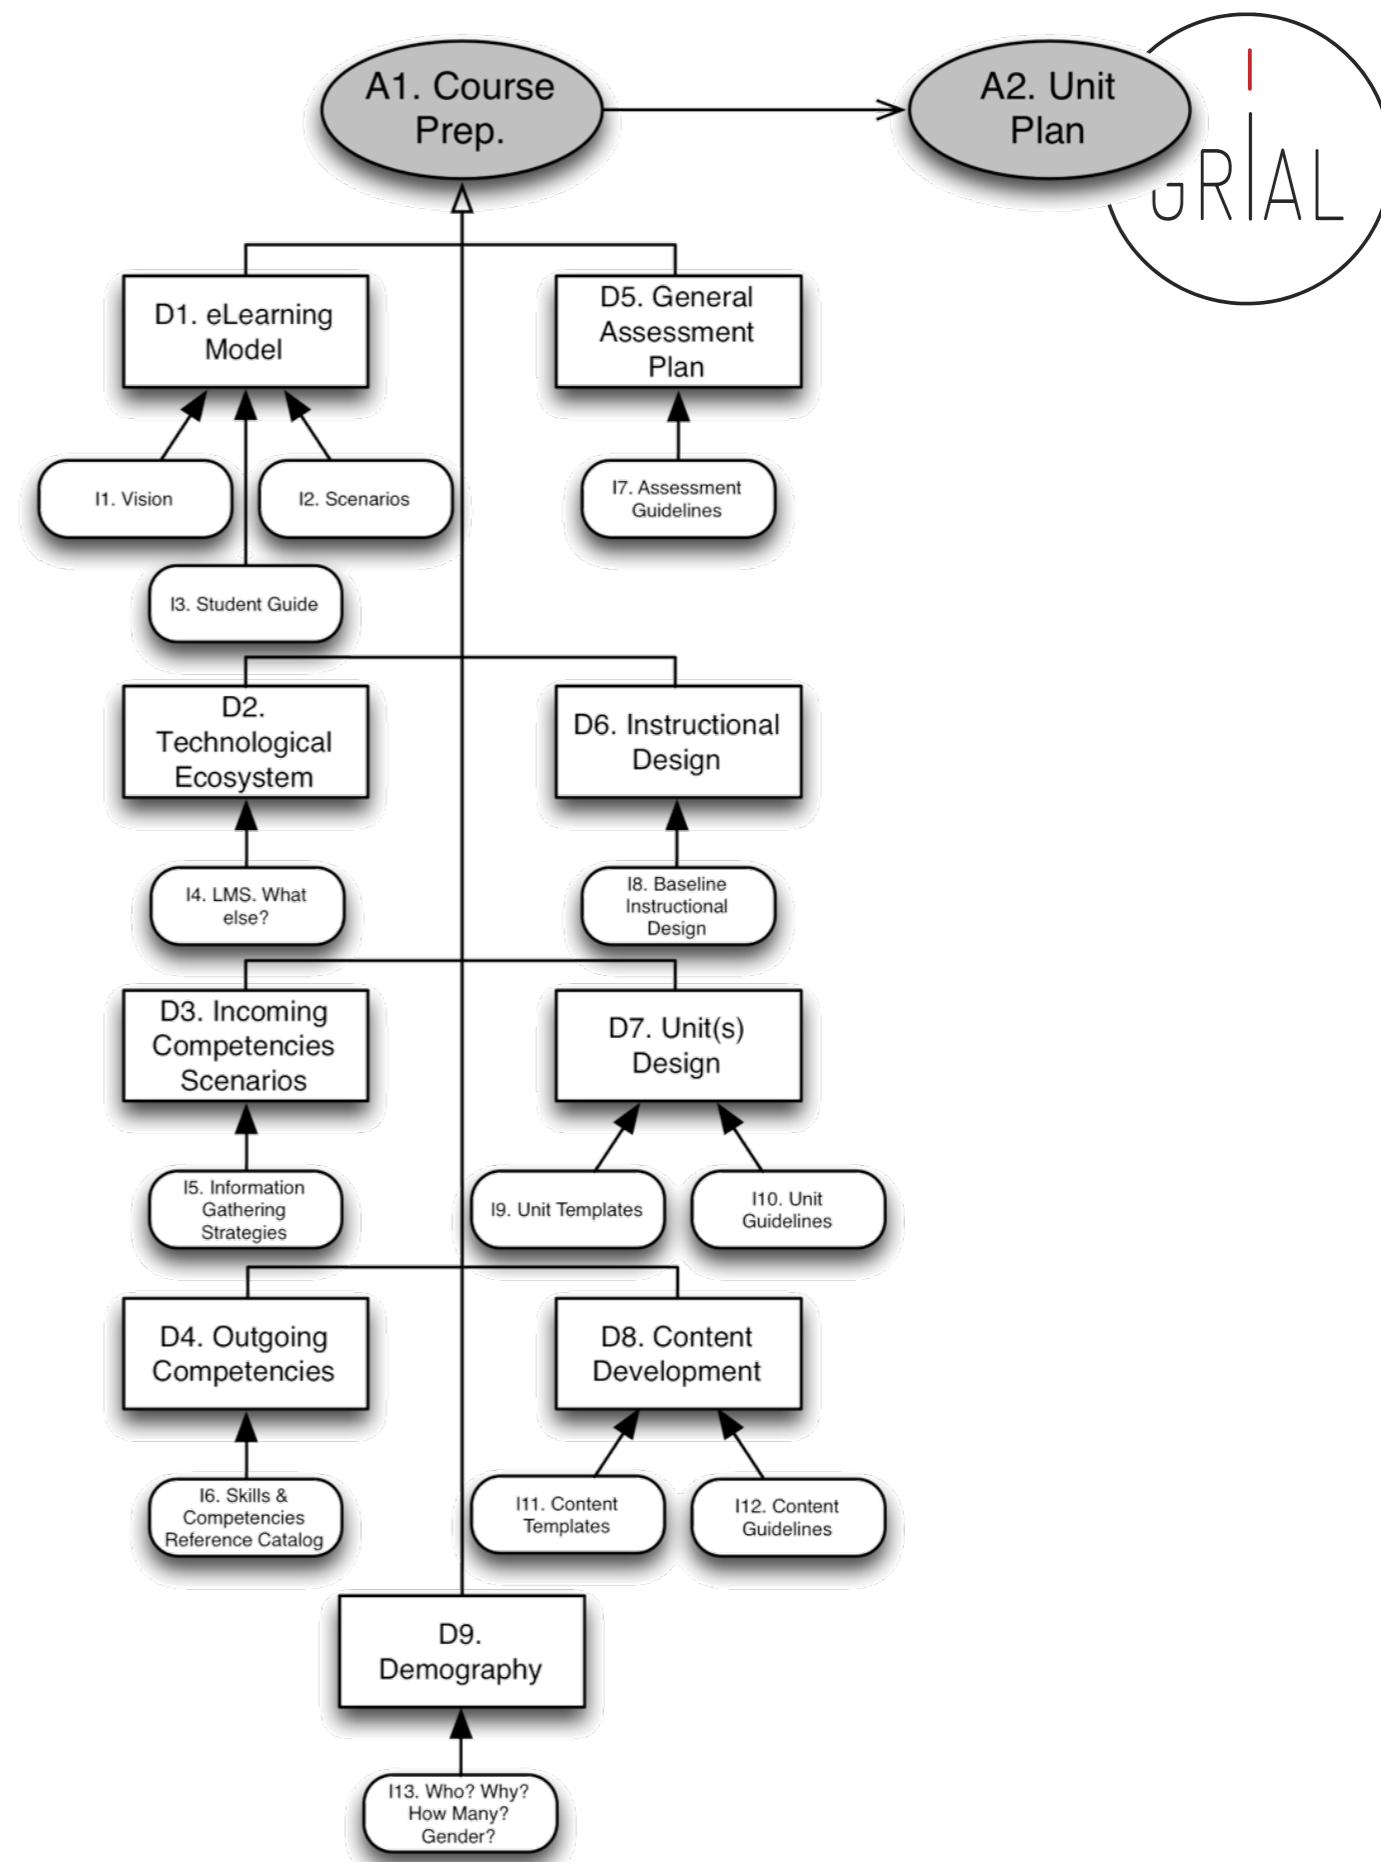 A1. Course
Prep.
A2. Unit
Plan
GRIAL
D1. eLearning
Model
D5. General
Assessment
Plan
I1. Vision
I2. Scenarios
I7. Assessment
Guidelines
I3. Student Guide
D2.
Technological
Ecosystem
D6. Instructional
Design
I4. LMS. What
else?
I8. Baseline
Instructional
Design
D3. Incoming
Competencies
Scenarios
D7. Unit(s)
Design
I5. Information
Gathering
Strategies
I9. Unit Templates
I10. Unit
Guidelines
D4. Outgoing
Competencies
D8. Content
Development
I6. Skills &
Competencies
Reference Catalog
I11. Content
Templates
I12. Content
Guidelines
D9.
Demography
I13. Who? Why?
How Many?
Gender?